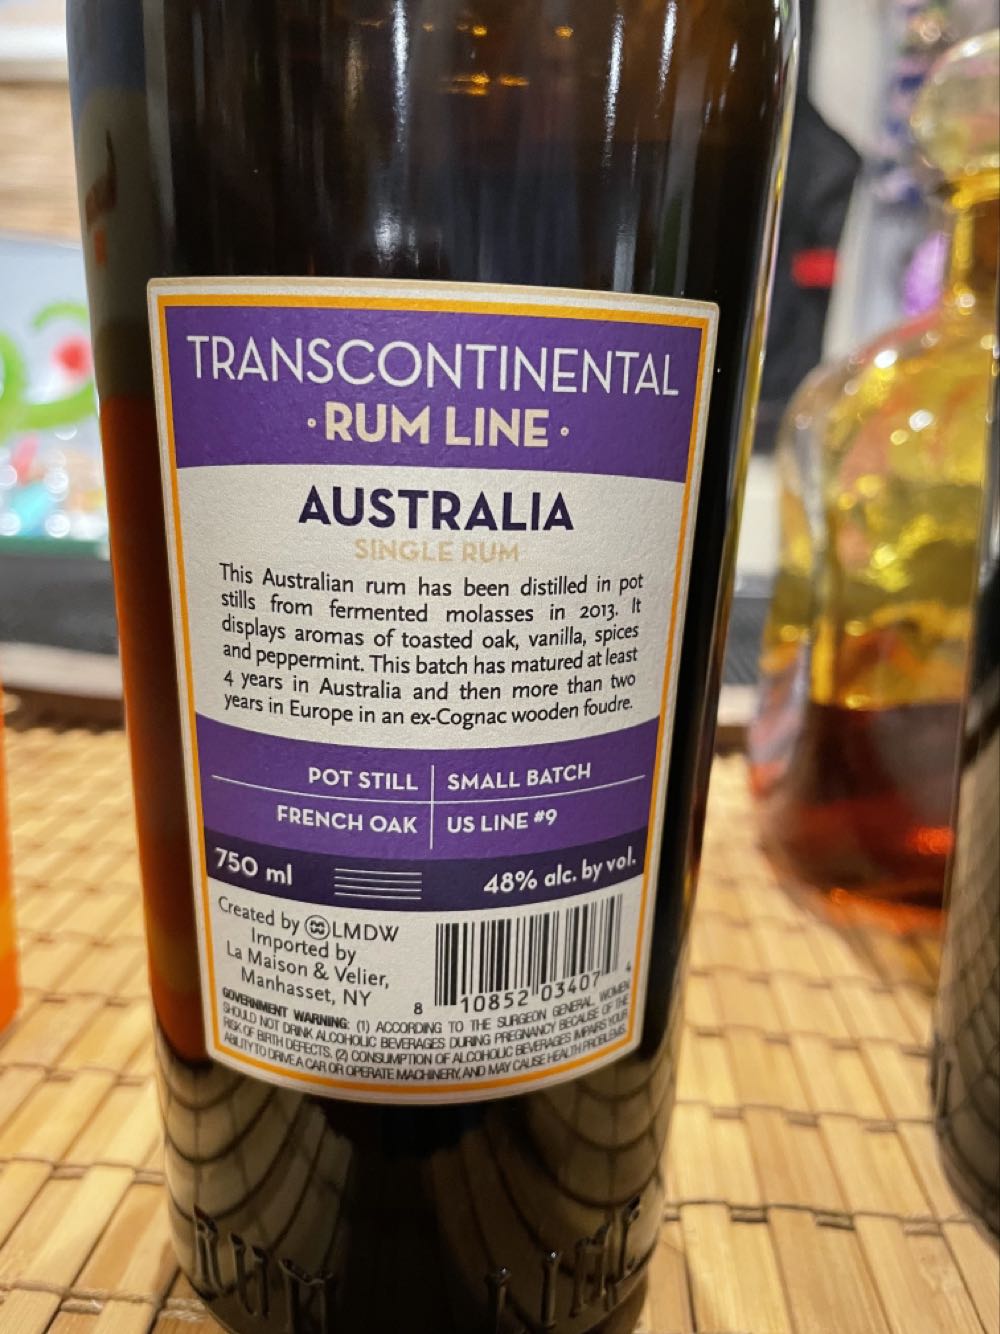 TRANSCONTINENTAL
· RUM LINE ·
AUSTRALIA
SINGLE RUM
This Australian rum has been distilled in pot
stills from fermented molasses in 2013. It
displays aromas of toasted oak, vanilla, spices
and peppermint. This batch has matured at least
4 years in Australia and then more than two
years in Europe in an ex-Cognac wooden foudre.
POT STILL | SMALL BATCH
FRENCH OAK | US LINE #9
750 ml
48% alc. by vol.
Created by LMDW
Imported by
La Maison & Velier,
Manhasset, NY
8 10852 03407 4
GOVERNMENT WARNING: (1) ACCORDING TO THE SURGEON GENERAL, WOMEN
SHOULD NOT DRINK ALCOHOLIC BEVERAGES DURING PREGNANCY BECAUSE OF THE
RISK OF BIRTH DEFECTS. (2) CONSUMPTION OF ALCOHOLIC BEVERAGES IMPAIRS YOUR
ABILITY TO DRIVE A CAR OR OPERATE MACHINERY, AND MAY CAUSE HEALTH PROBLEMS.
RUM LINE